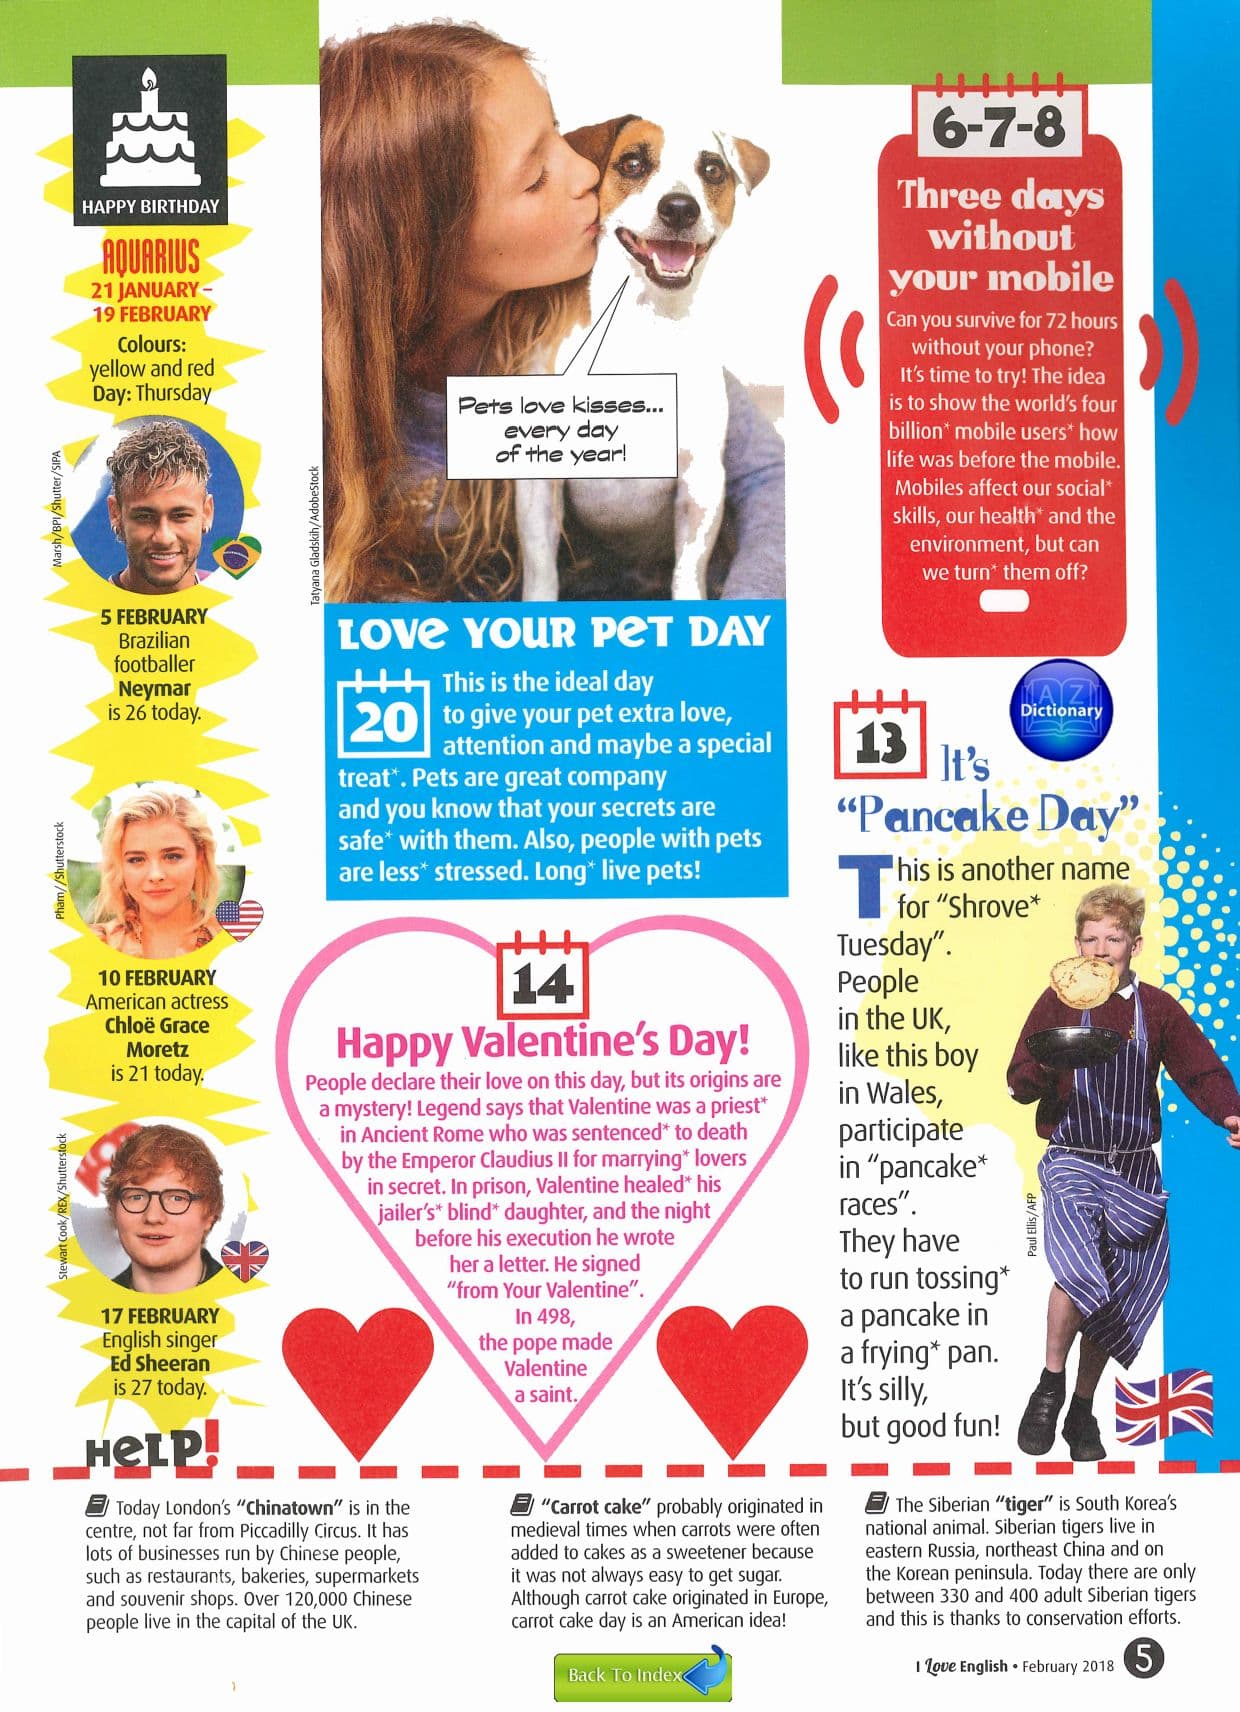 HAPPY BIRTHDAY
AQUARIUS
21 JANUARY –
19 FEBRUARY
Colours:
yellow and red
Day: Thursday
Marsh/BPI/Shutter/SIPA
5 FEBRUARY
Brazilian
footballer
Neymar
is 26 today.
Pham//Shutterstock
10 FEBRUARY
American actress
Chloë Grace
Moretz
is 21 today.
Stewart Cook/REX/Shutterstock
17 FEBRUARY
English singer
Ed Sheeran
is 27 today.
Pets love kisses...
every day
of the year!
Tatyana Gladskih/AdobeStock
LOVE YOUR PET DAY
20
This is the ideal day
to give your pet extra love,
attention and maybe a special
treat*. Pets are great company
and you know that your secrets are
safe* with them. Also, people with pets
are less* stressed. Long* live pets!
14
Happy Valentine's Day!
People declare their love on this day, but its origins are
a mystery! Legend says that Valentine was a priest*
in Ancient Rome who was sentenced* to death
by the Emperor Claudius II for marrying* lovers
in secret. In prison, Valentine healed* his
jailer's* blind* daughter, and the night
before his execution he wrote
her a letter. He signed
"from Your Valentine".
In 498,
the pope made
Valentine
a saint.
6-7-8
Three days
without
your mobile
Can you survive for 72 hours
without your phone?
It's time to try! The idea
is to show the world's four
billion* mobile users* how
life was before the mobile.
Mobiles affect our social*
skills, our health* and the
environment, but can
we turn* them off?
A Z
Dictionary
13
It's
"Pancake Day"
This is another name
for "Shrove*
Tuesday".
People
in the UK,
like this boy
in Wales,
participate
in "pancake*
races".
They have
to run tossing*
a pancake in
a frying* pan.
It's silly,
but good fun!
Paul Ellis/AFP
HELP!
Today London's "Chinatown" is in the
centre, not far from Piccadilly Circus. It has
lots of businesses run by Chinese people,
such as restaurants, bakeries, supermarkets
and souvenir shops. Over 120,000 Chinese
people live in the capital of the UK.
"Carrot cake" probably originated in
medieval times when carrots were often
added to cakes as a sweetener because
it was not always easy to get sugar.
Although carrot cake originated in Europe,
carrot cake day is an American idea!
The Siberian "tiger" is South Korea's
national animal. Siberian tigers live in
eastern Russia, northeast China and on
the Korean peninsula. Today there are only
between 330 and 400 adult Siberian tigers
and this is thanks to conservation efforts.
Back To Index
I Love English • February 2018
5